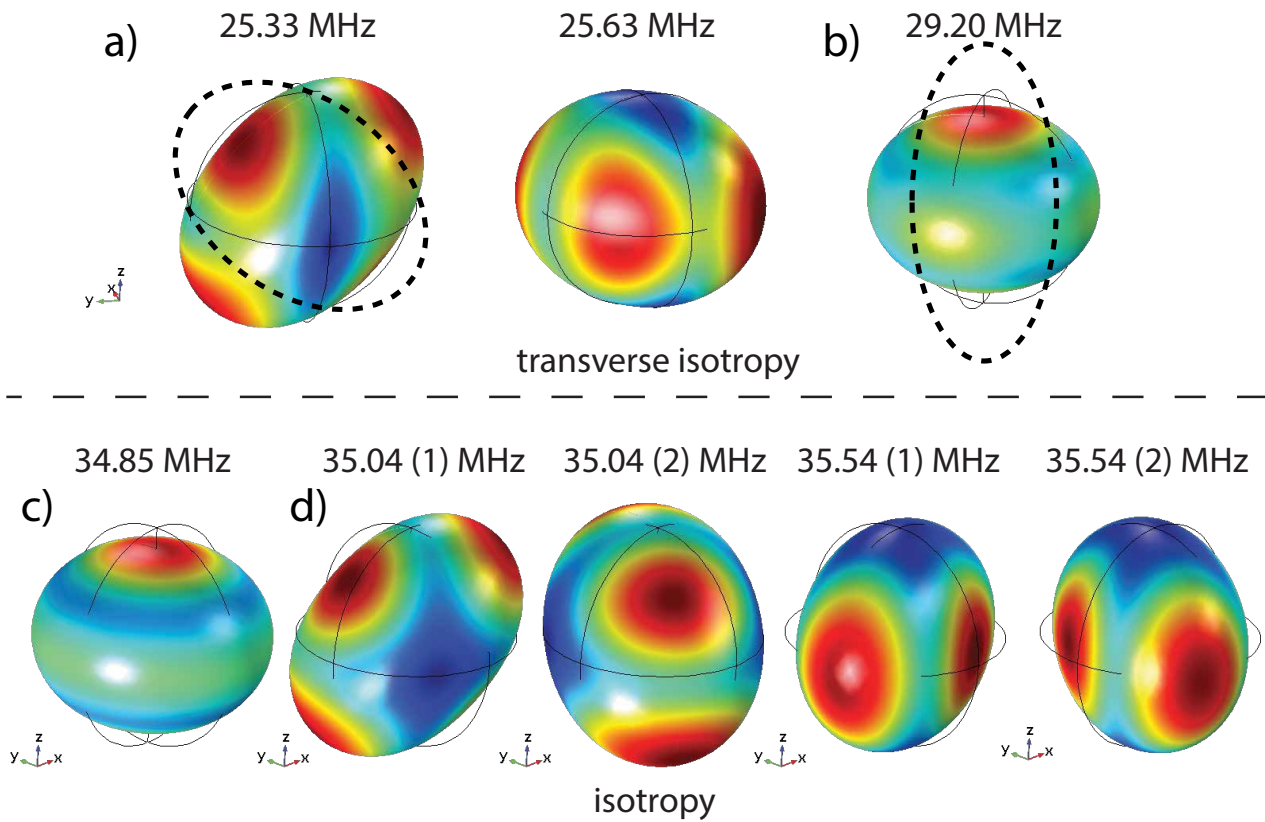 a) 25.33 MHz 25.63 MHz b) 29.20 MHz
z
x
y
transverse isotropy
34.85 MHz 35.04 (1) MHz 35.04 (2) MHz 35.54 (1) MHz 35.54 (2) MHz
c) d)
z z z z z
y x y x y x y x y x
isotropy